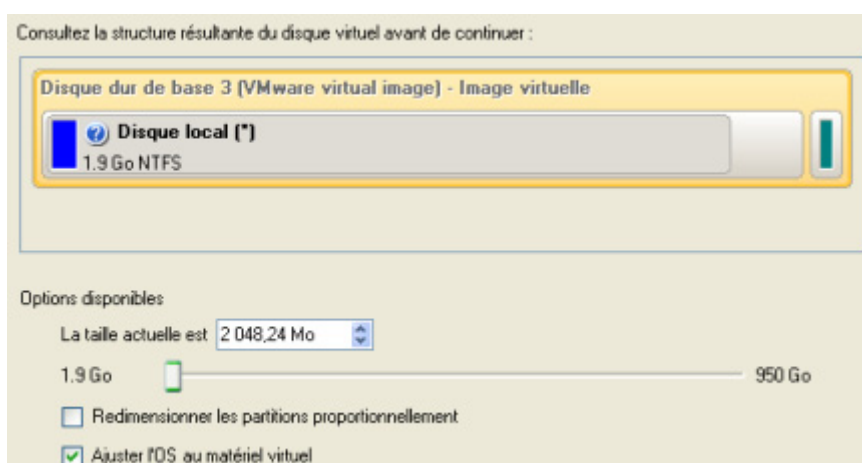 Consultez la structure résultante du disque virtuel avant de continuer :
Disque dur de base 3 (VMware virtual image) - Image virtuelle
Disque local (*)
1.9 Go NTFS
Options disponibles
La taille actuelle est 2 048,24 Mo
1.9 Go 950 Go
Redimensionner les partitions proportionnellement
Ajuster l'OS au matériel virtuel